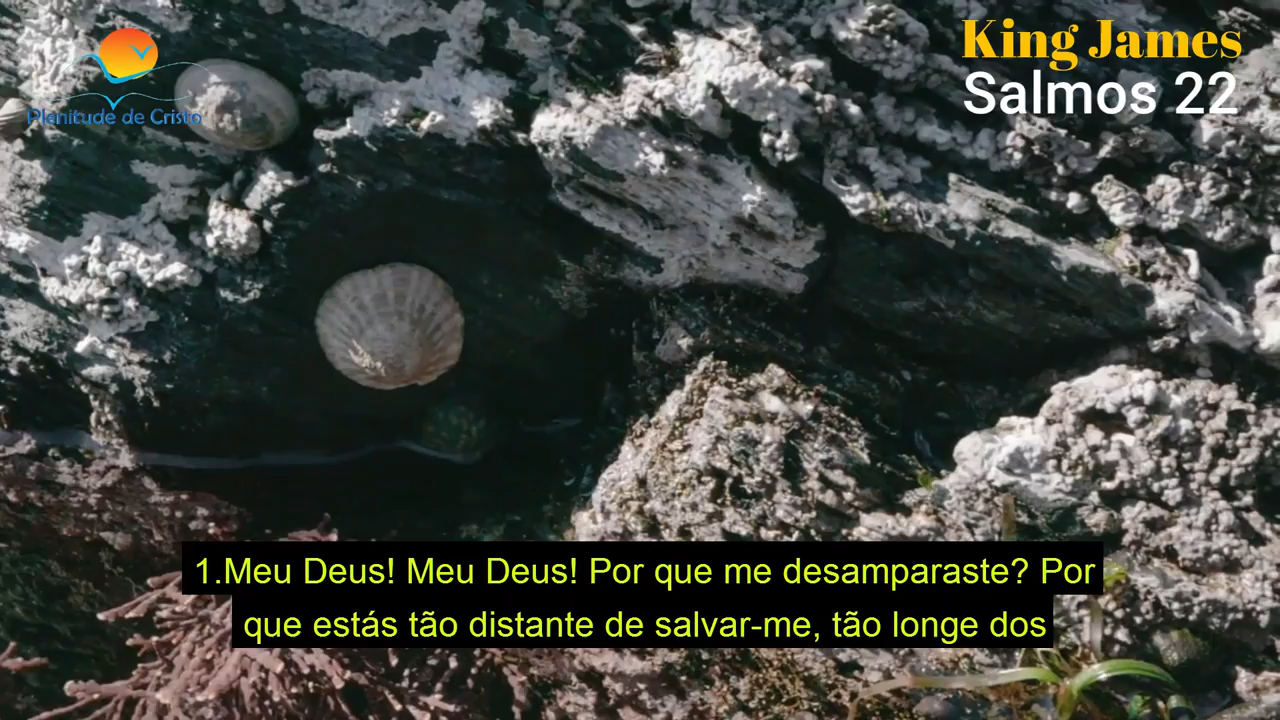 King James
Salmos 22
Plenitude de Cristo
1.Meu Deus! Meu Deus! Por que me desamparaste? Por
que estás tão distante de salvar-me, tão longe dos